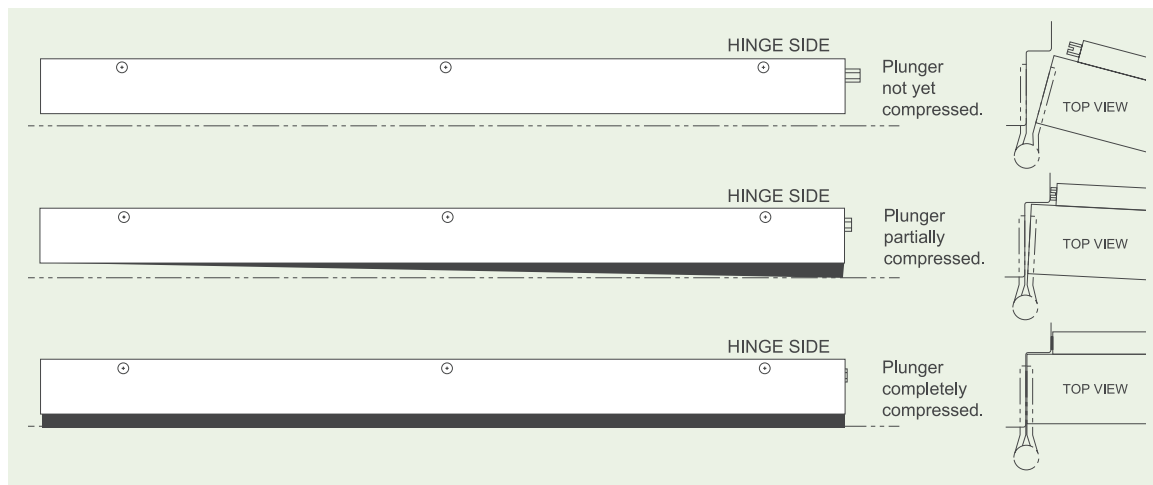 HINGE SIDE
Plunger
not yet
compressed.
TOP VIEW
HINGE SIDE
Plunger
partially
compressed.
TOP VIEW
HINGE SIDE
Plunger
completely
compressed.
TOP VIEW